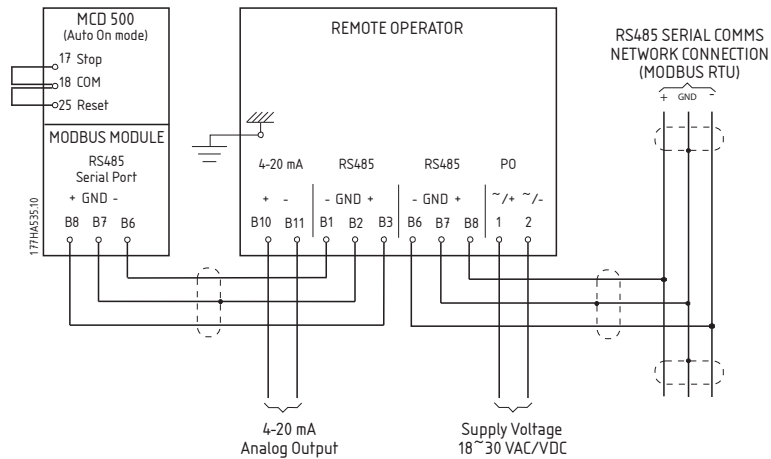 MCD 500
(Auto On mode)
17 Stop
18 COM
25 Reset
MODBUS MODULE
RS485
Serial Port
+ GND -
B8 B7 B6
177HA535.10
REMOTE OPERATOR
4-20 mA RS485 RS485 PO
+ - - GND + - GND + ~/+ ~/-
B10 B11 B1 B2 B3 B6 B7 B8 1 2
RS485 SERIAL COMMS
NETWORK CONNECTION
(MODBUS RTU)
+ GND -
4-20 mA
Analog Output
Supply Voltage
18~30 VAC/VDC